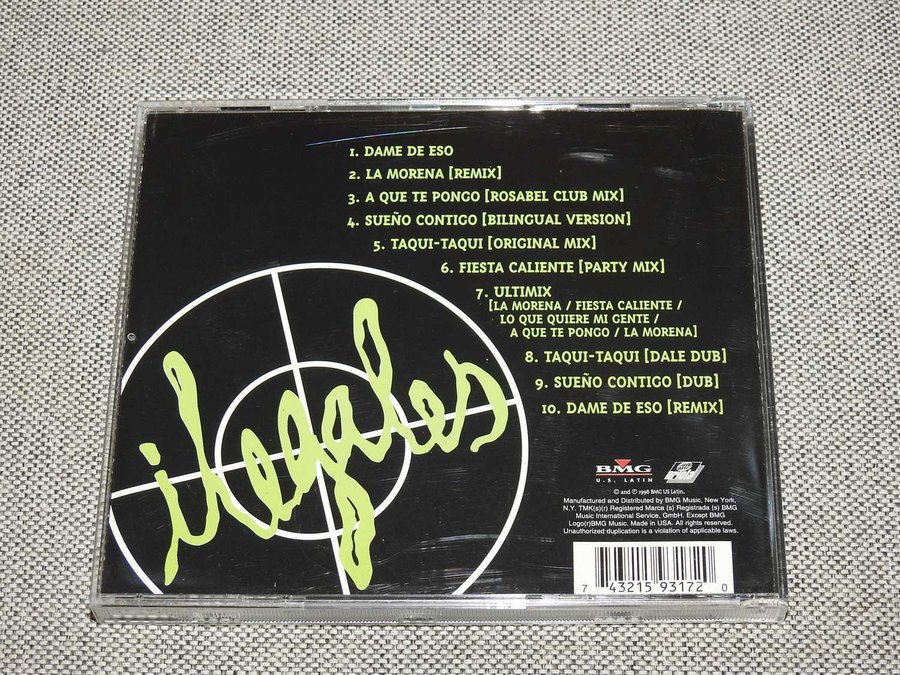 1. DAME DE ESO
2. LA MORENA [REMIX]
3. A QUE TE PONGO [ROSABEL CLUB MIX]
4. SUEÑO CONTIGO [BILINGUAL VERSION]
5. TAQUI-TAQUI [ORIGINAL MIX]
6. FIESTA CALIENTE [PARTY MIX]
7. ULTIMIX
[LA MORENA / FIESTA CALIENTE /
LO QUE QUIERE MI GENTE /
A QUE TE PONGO / LA MORENA]
8. TAQUI-TAQUI [DALE DUB]
9. SUEÑO CONTIGO [DUB]
10. DAME DE ESO [REMIX]
ilegales
BMG
U.S. LATIN
© and ℗ 1998 BMG US Latin.
Manufactured and Distributed by BMG Music, New York,
N.Y. TMK(s)(r) Registered Marca (s) Registrada (s) BMG
Music International Service, GmbH. Except BMG
Logo(r)BMG Music. Made in USA. All rights reserved.
Unauthorized duplication is a violation of applicable laws.
7 43215 93172 0